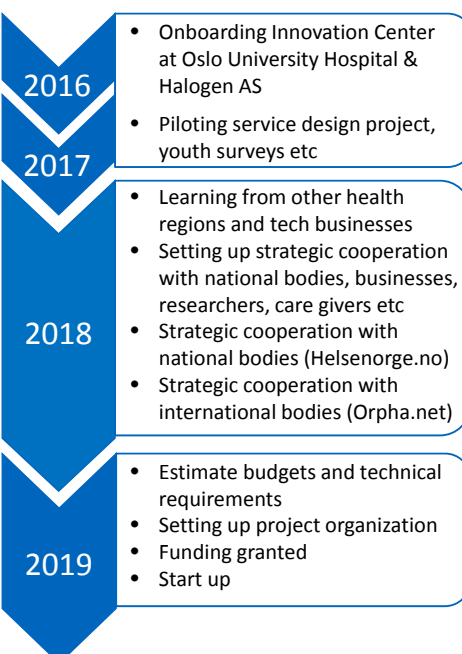 2016
• Onboarding Innovation Center
at Oslo University Hospital &
Halogen AS
2017
• Piloting service design project,
youth surveys etc
2018
• Learning from other health
regions and tech businesses
• Setting up strategic cooperation
with national bodies, businesses,
researchers, care givers etc
• Strategic cooperation with
national bodies (Helsenorge.no)
• Strategic cooperation with
international bodies (Orpha.net)
2019
• Estimate budgets and technical
requirements
• Setting up project organization
• Funding granted
• Start up